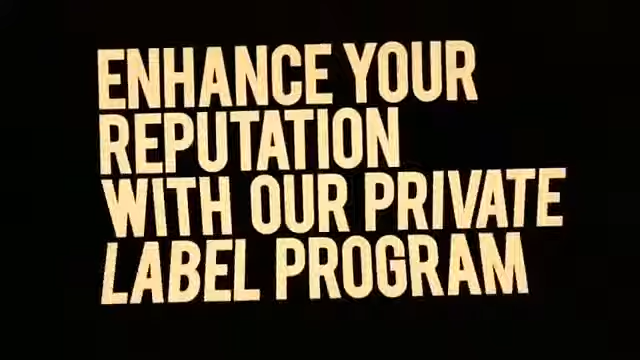 ENHANCE YOUR
REPUTATION
WITH OUR PRIVATE
LABEL PROGRAM